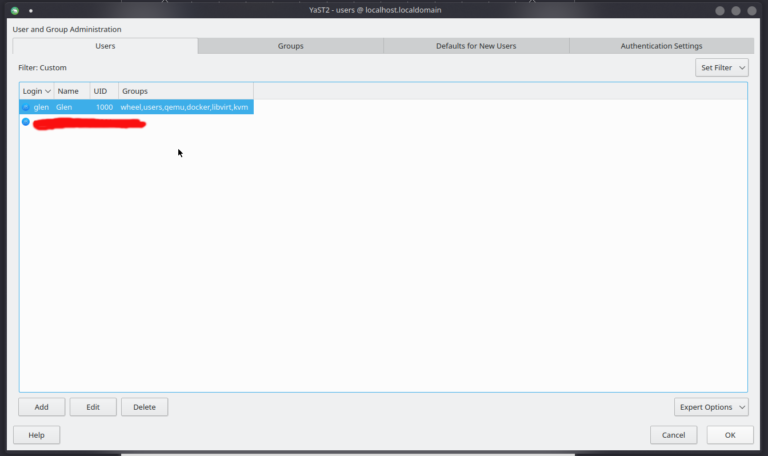 YaST2 - users @ localhost.localdomain
User and Group Administration
Users Groups Defaults for New Users Authentication Settings
Filter: Custom Set Filter
Login Name UID Groups
glen Glen 1000 wheel,users,qemu,docker,libvirt,kvm
Add Edit Delete Expert Options
Help Cancel OK